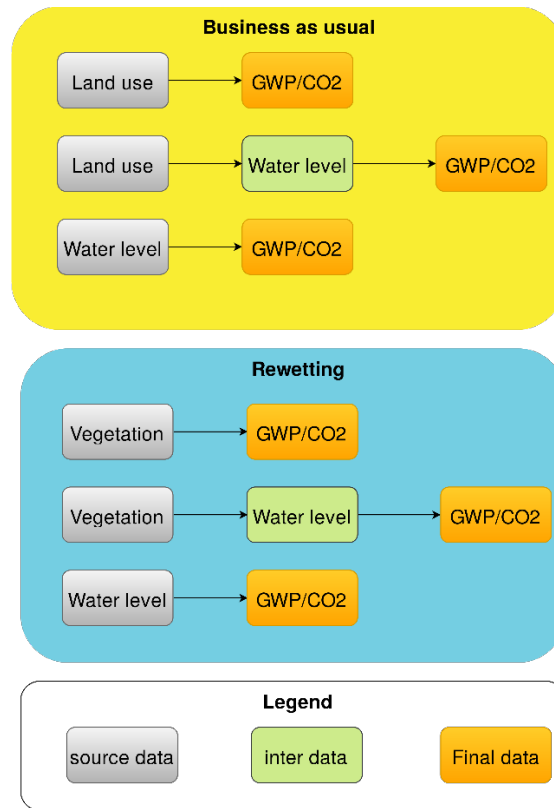 Business as usual
Land use GWP/CO2
Land use Water level GWP/CO2
Water level GWP/CO2
Rewetting
Vegetation GWP/CO2
Vegetation Water level GWP/CO2
Water level GWP/CO2
Legend
source data inter data Final data